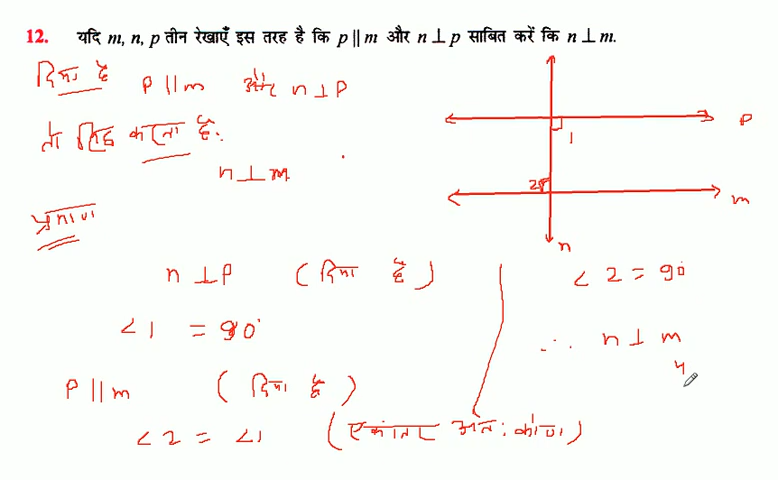 12. यदि m, n, p तीन रेखाएँ इस तरह है कि p || m और n ⊥ p साबित करें कि n ⊥ m.
दिया है p || m और n ⊥ p
तो सिद्ध करना है:
n ⊥ m.
प्रमाण
n ⊥ p (दिया है)
∠1 = 90°
p || m (दिया है)
∠2 = ∠1 (एकांतर अंत: कोण)
∠2 = 90°
∴ n ⊥ m
p
1
2
m
n